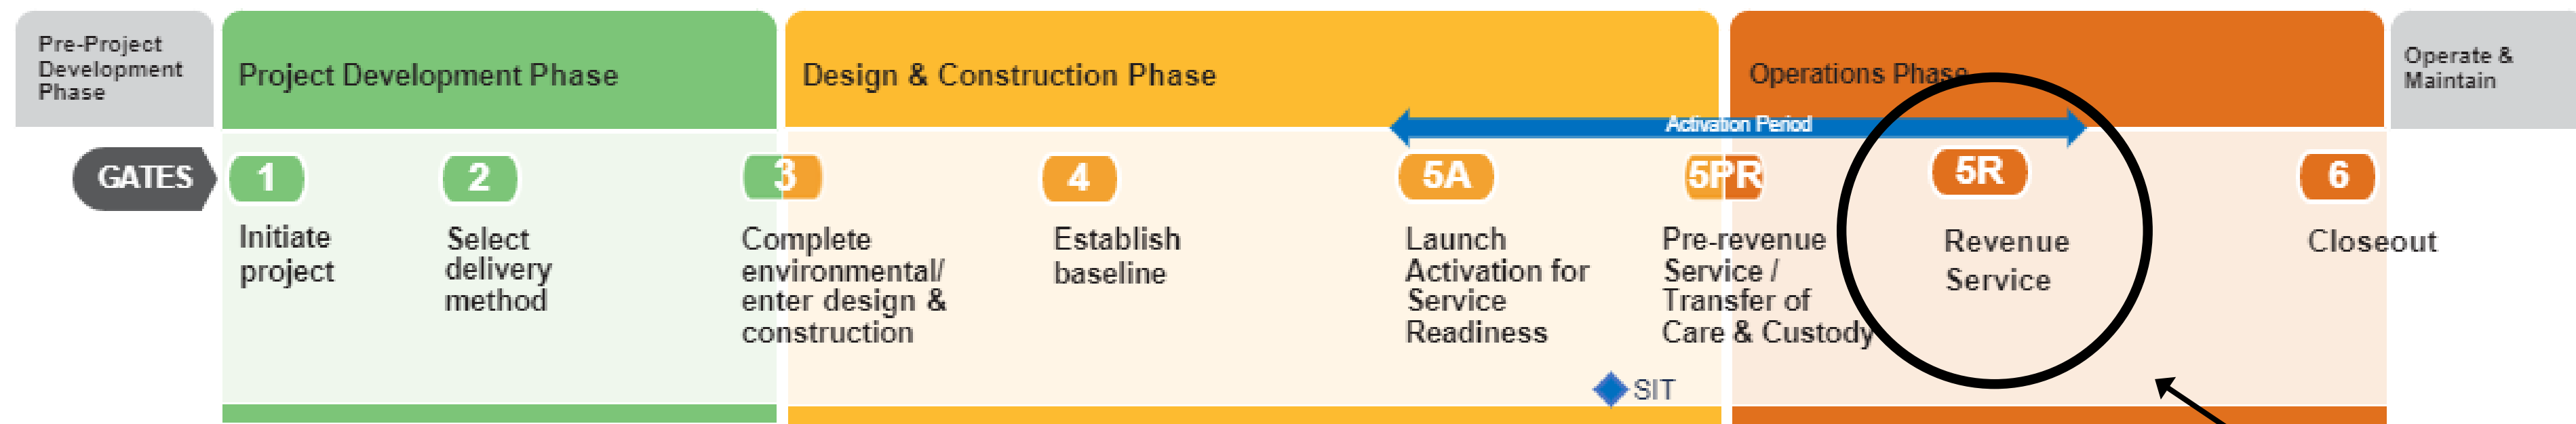 Pre-Project
Development
Phase
Project Development Phase
Design & Construction Phase
Operations Phase
Operate &
Maintain
Activation Period
GATES
1
2
3
4
5A
5PR
5R
6
Initiate
project
Select
delivery
method
Complete
environmental/
enter design &
construction
Establish
baseline
Launch
Activation for
Service
Readiness
Pre-revenue
Service /
Transfer of
Care & Custody
Revenue
Service
Closeout
SIT